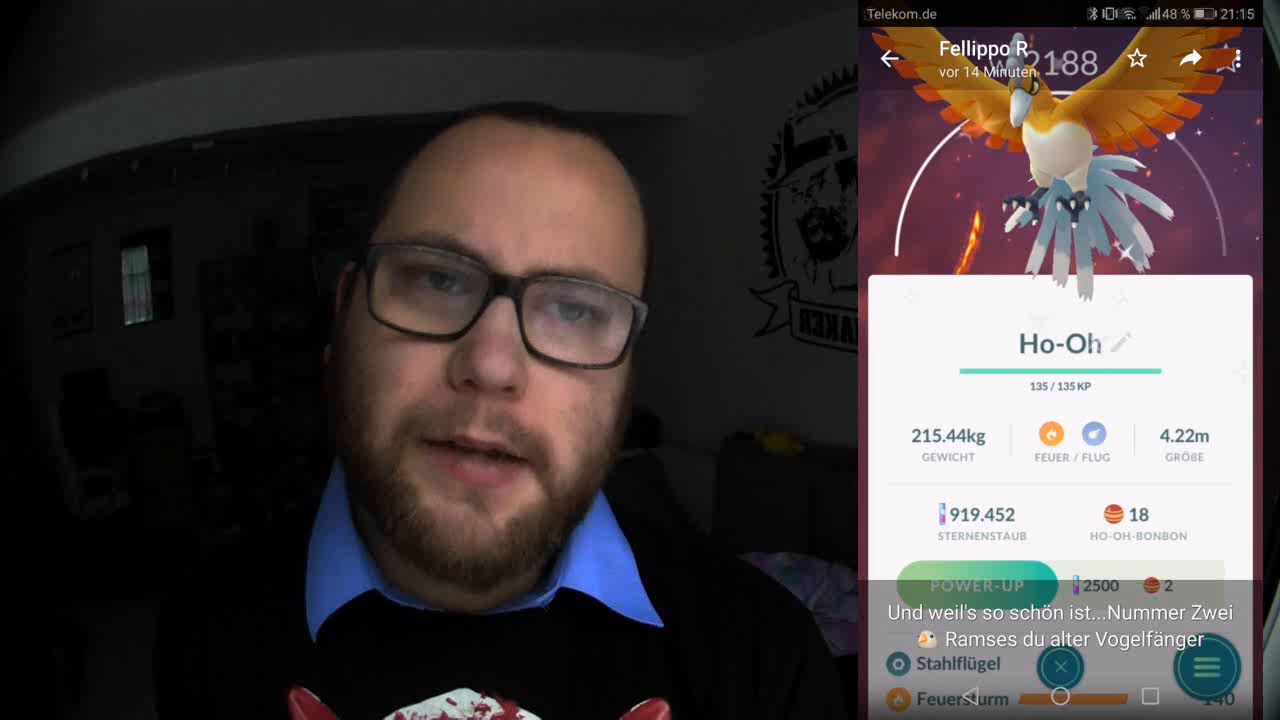 Telekom.de
48 % 21:15
Fellippo R
vor 14 Minuten
2188
Ho-Oh
135 / 135 KP
215.44kg
4.22m
GEWICHT
FEUER / FLUG
GRÖßE
919.452
18
STERNENSTAUB
HO-OH-BONBON
POWER-UP
2500
2
Und weil's so schön ist...Nummer Zwei
🐤 Ramses du alter Vogelfänger
Stahlflügel
Feuersturm
140